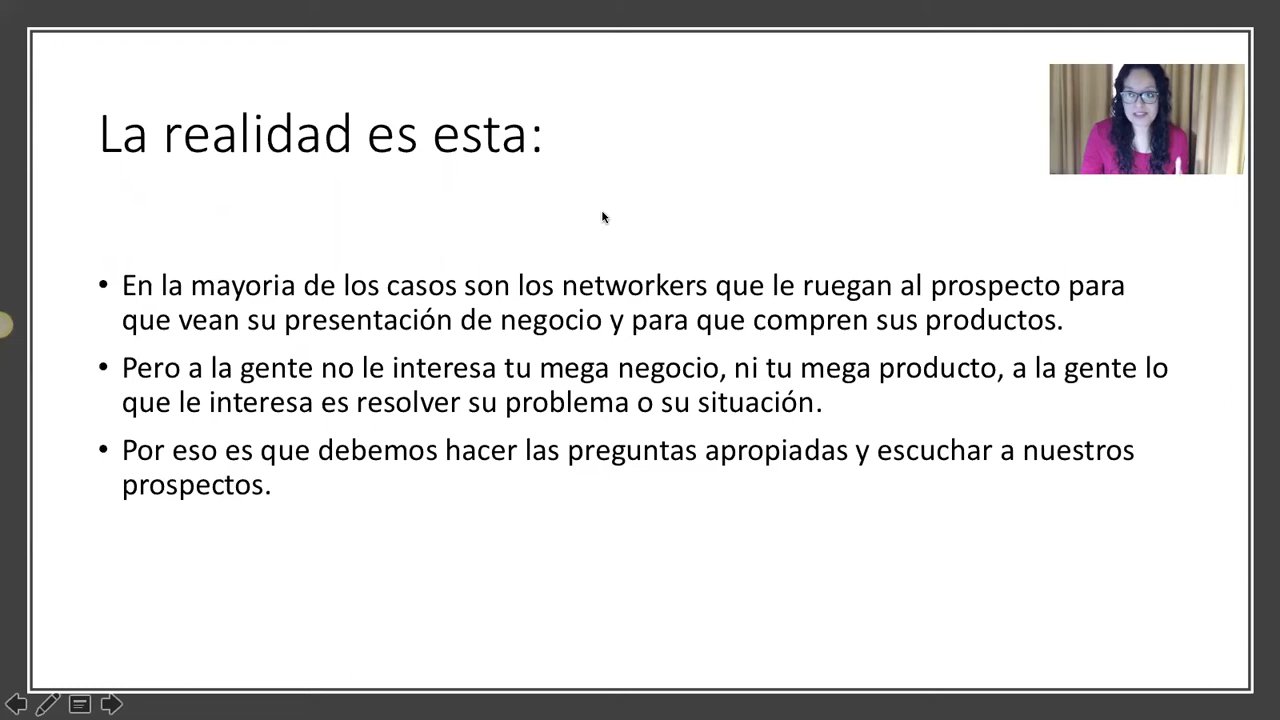 La realidad es esta:
• En la mayoria de los casos son los networkers que le ruegan al prospecto para
que vean su presentación de negocio y para que compren sus productos.
• Pero a la gente no le interesa tu mega negocio, ni tu mega producto, a la gente lo
que le interesa es resolver su problema o su situación.
• Por eso es que debemos hacer las preguntas apropiadas y escuchar a nuestros
prospectos.